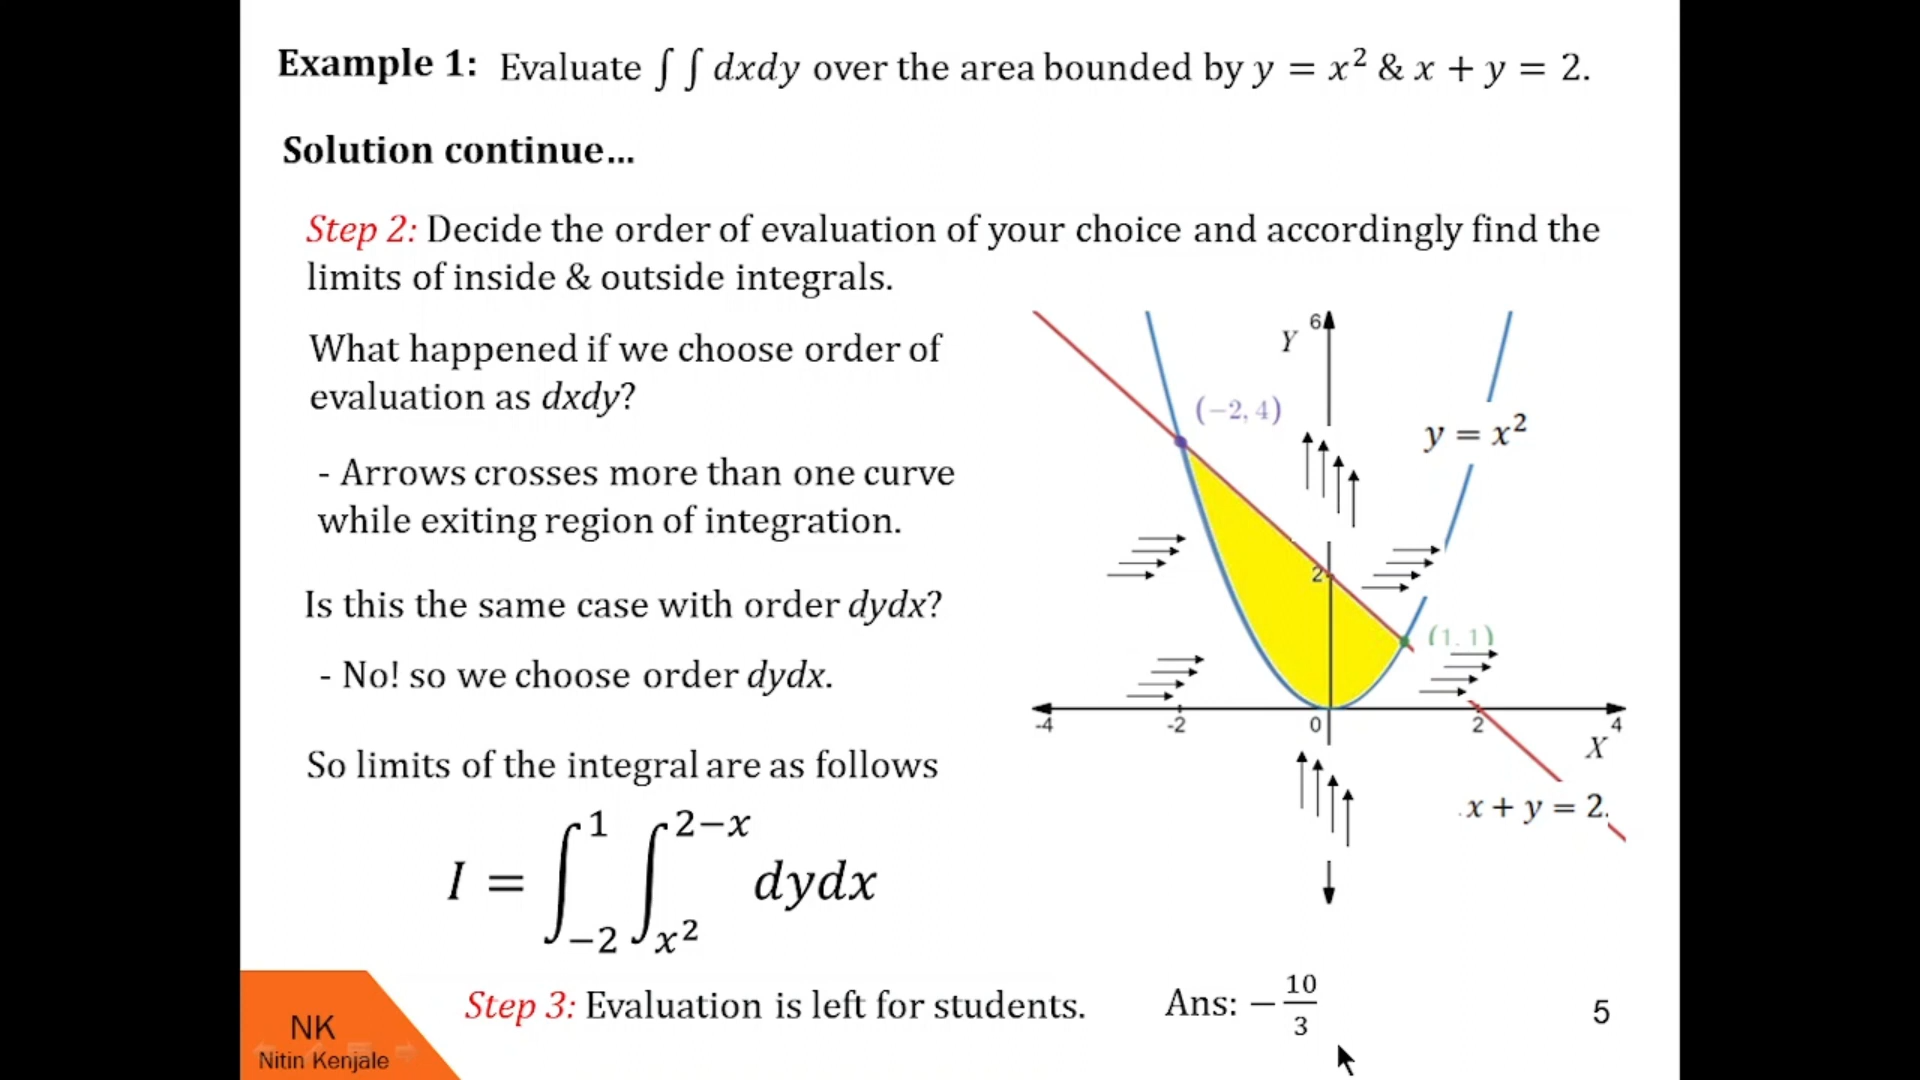 Example 1: Evaluate ∫ ∫ dxdy over the area bounded by y = x² & x + y = 2.
Solution continue...
Step 2: Decide the order of evaluation of your choice and accordingly find the
limits of inside & outside integrals.
What happened if we choose order of
evaluation as dxdy?
- Arrows crosses more than one curve
while exiting region of integration.
Is this the same case with order dydx?
- No! so we choose order dydx.
So limits of the integral are as follows
I = ∫_{-2}^{1} ∫_{x²}^{2-x} dydx
Step 3: Evaluation is left for students.
Ans: -10/3
5
6
Y
(-2, 4)
y = x²
2
(1, 1)
-4 -2 0 2 4
X
x + y = 2.
NK
Nitin Kenjale